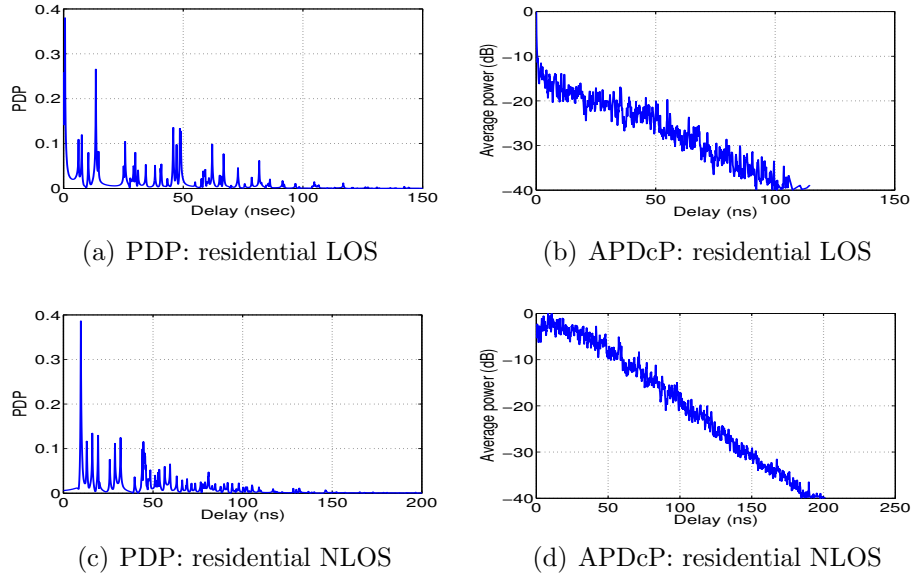 0.4
0.3
0.2
0.1
0
PDP
0 50 100 150
Delay (nsec)
(a) PDP: residential LOS
0
−10
−20
−30
−40
Average power (dB)
0 50 100 150
Delay (ns)
(b) APDcP: residential LOS
0.4
0.3
0.2
0.1
0
PDP
0 50 100 150 200
Delay (ns)
(c) PDP: residential NLOS
0
−10
−20
−30
−40
Average power (dB)
0 50 100 150 200 250
Delay (ns)
(d) APDcP: residential NLOS